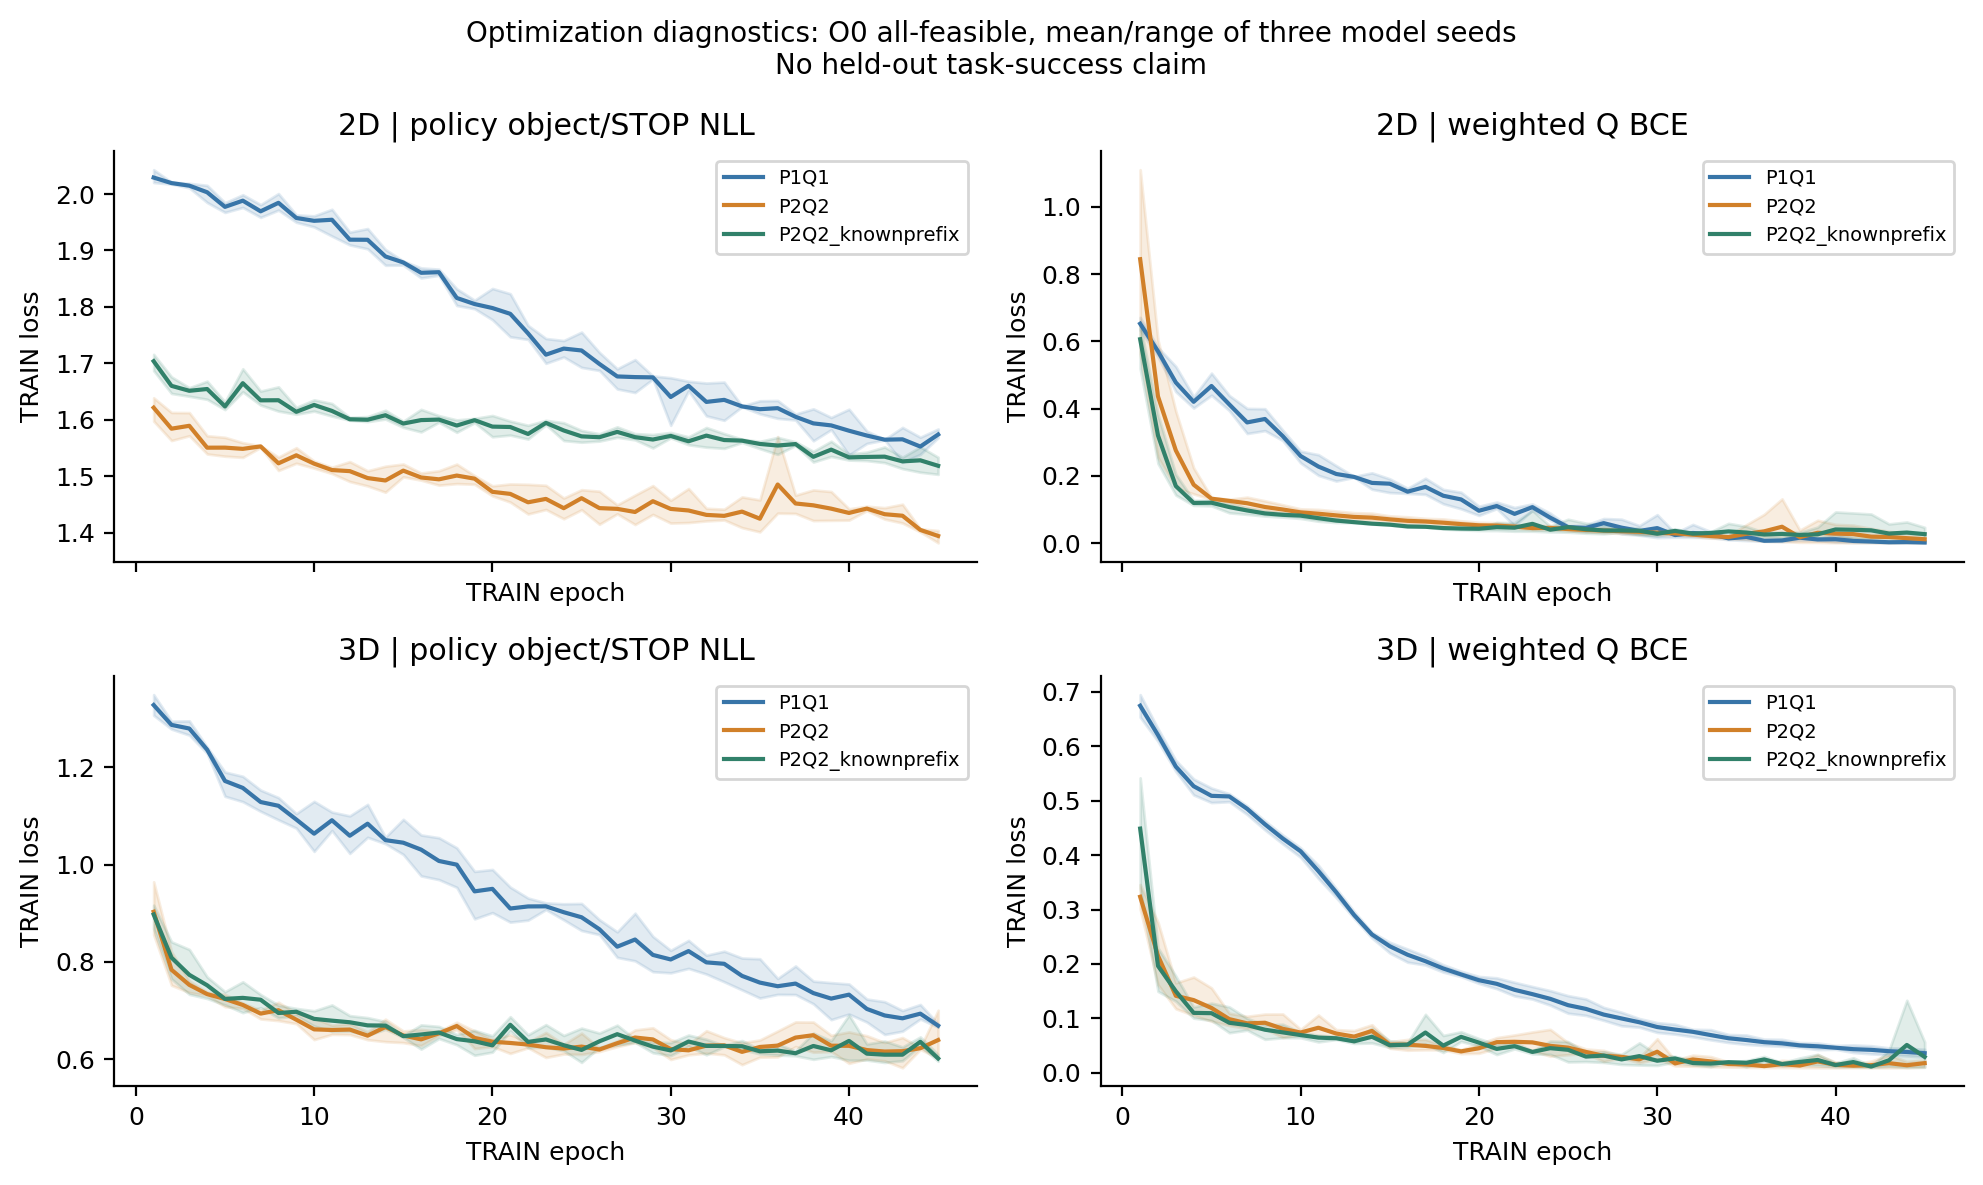 Optimization diagnostics: O0 all-feasible, mean/range of three model seeds
No held-out task-success claim
2D | policy object/STOP NLL
TRAIN loss
2.0
1.9
1.8
1.7
1.6
1.5
1.4
P1Q1
P2Q2
P2Q2_knownprefix
TRAIN epoch
2D | weighted Q BCE
TRAIN loss
1.0
0.8
0.6
0.4
0.2
0.0
P1Q1
P2Q2
P2Q2_knownprefix
TRAIN epoch
3D | policy object/STOP NLL
TRAIN loss
1.2
1.0
0.8
0.6
P1Q1
P2Q2
P2Q2_knownprefix
0 10 20 30 40
TRAIN epoch
3D | weighted Q BCE
TRAIN loss
0.7
0.6
0.5
0.4
0.3
0.2
0.1
0.0
P1Q1
P2Q2
P2Q2_knownprefix
0 10 20 30 40
TRAIN epoch